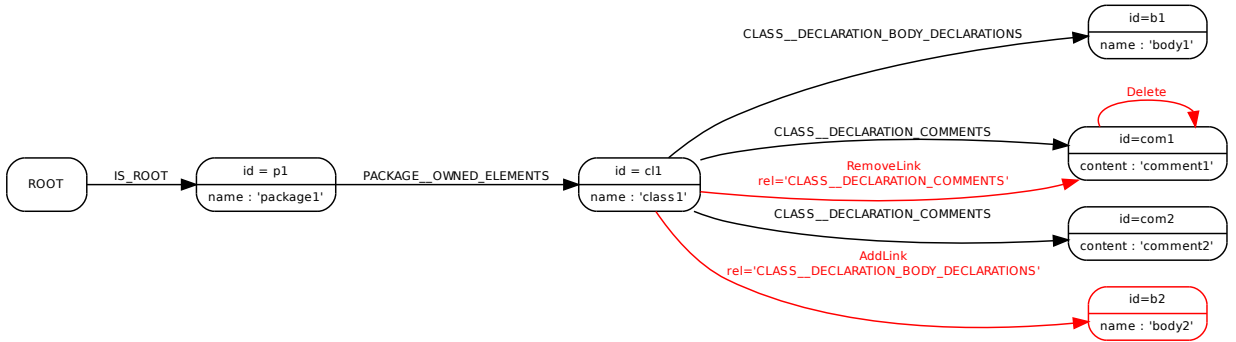 ROOT
IS_ROOT
id = p1
name : 'package1'
PACKAGE__OWNED_ELEMENTS
id = cl1
name : 'class1'
CLASS__DECLARATION_BODY_DECLARATIONS
id=b1
name : 'body1'
Delete
CLASS__DECLARATION_COMMENTS
id=com1
content : 'comment1'
RemoveLink
rel='CLASS__DECLARATION_COMMENTS'
CLASS__DECLARATION_COMMENTS
id=com2
content : 'comment2'
AddLink
rel='CLASS__DECLARATION_BODY_DECLARATIONS'
id=b2
name : 'body2'